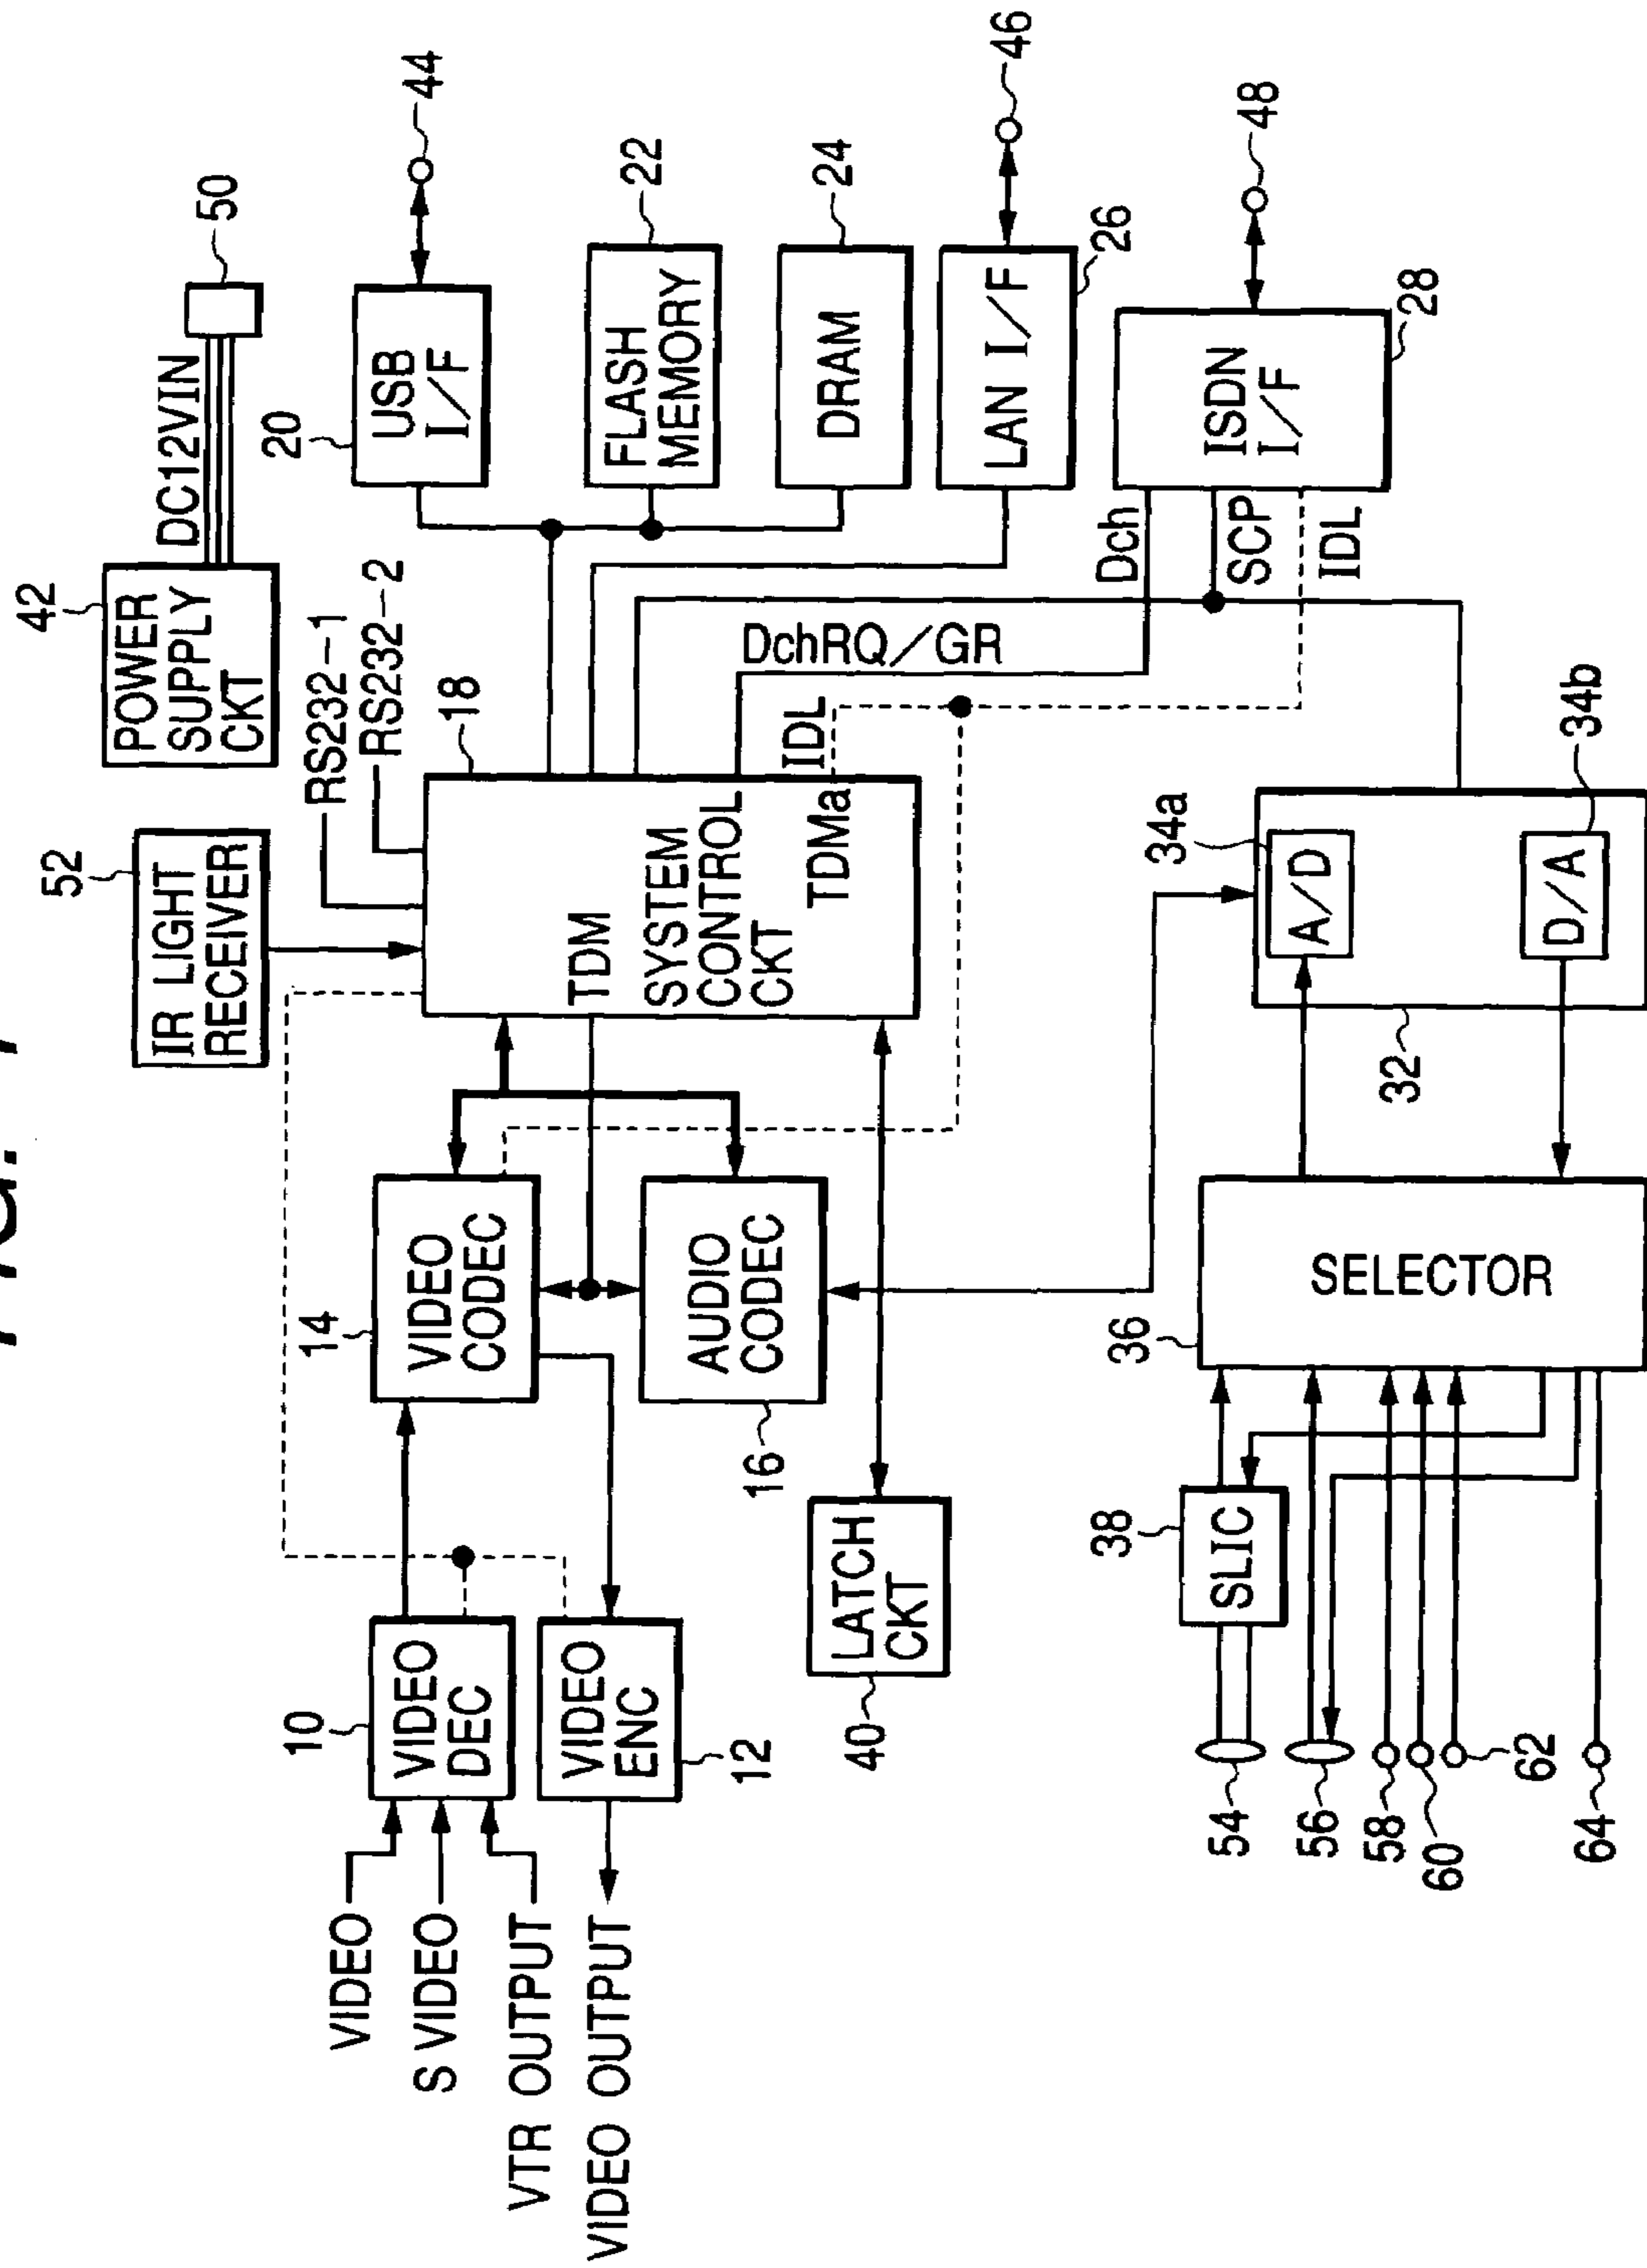 42
POWER
SUPPLY
CKT
DC12VIN
50
52
IR LIGHT
RECEIVER
RS232-1
RS232-2
20
USB
I/F
44
FLASH
MEMORY
22
DRAM
24
LAN I/F
26
46
ISDN
I/F
28
48
Dch
SCP
IDL
DchRQ/GR
IDL
18
TDM
SYSTEM
CONTROL
CKT
TDMa
14
VIDEO
CODEC
AUDIO
CODEC
16
10
VIDEO
DEC
VIDEO
ENC
12
VIDEO
S VIDEO
VTR OUTPUT
VIDEO OUTPUT
LATCH
CKT
40
34a
A/D
34b
D/A
32
36
SELECTOR
38
SLIC
54
56
58
60
62
64